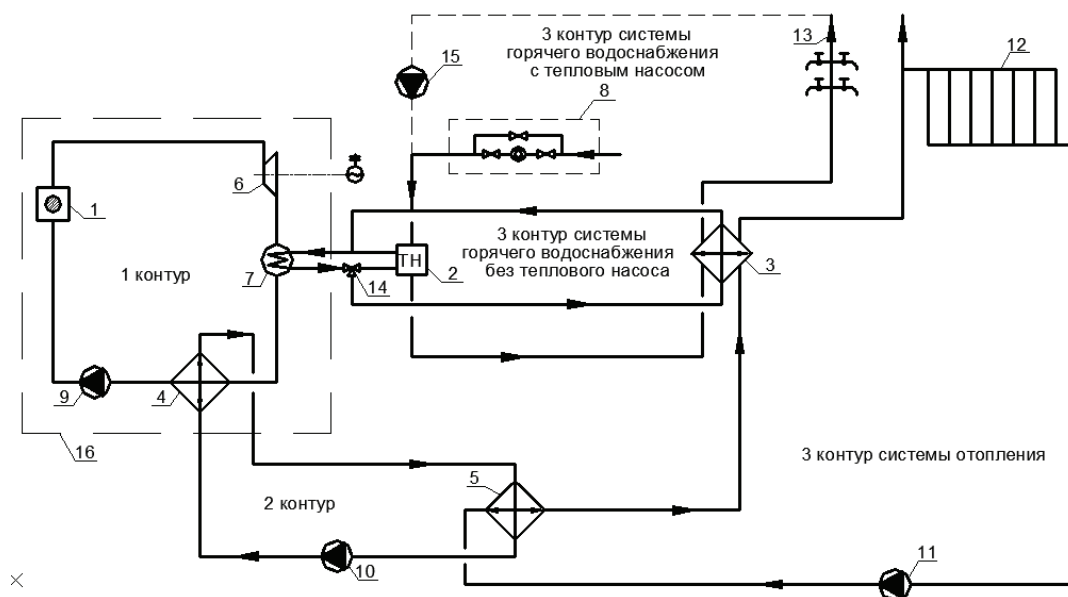 3 контур системы
горячего водоснабжения
с тепловым насосом
13
12
15
8
6
1
1 контур
7
ТН
2
14
3 контур системы
горячего водоснабжения
без теплового насоса
3
9
4
16
5
2 контур
10
3 контур системы отопления
11